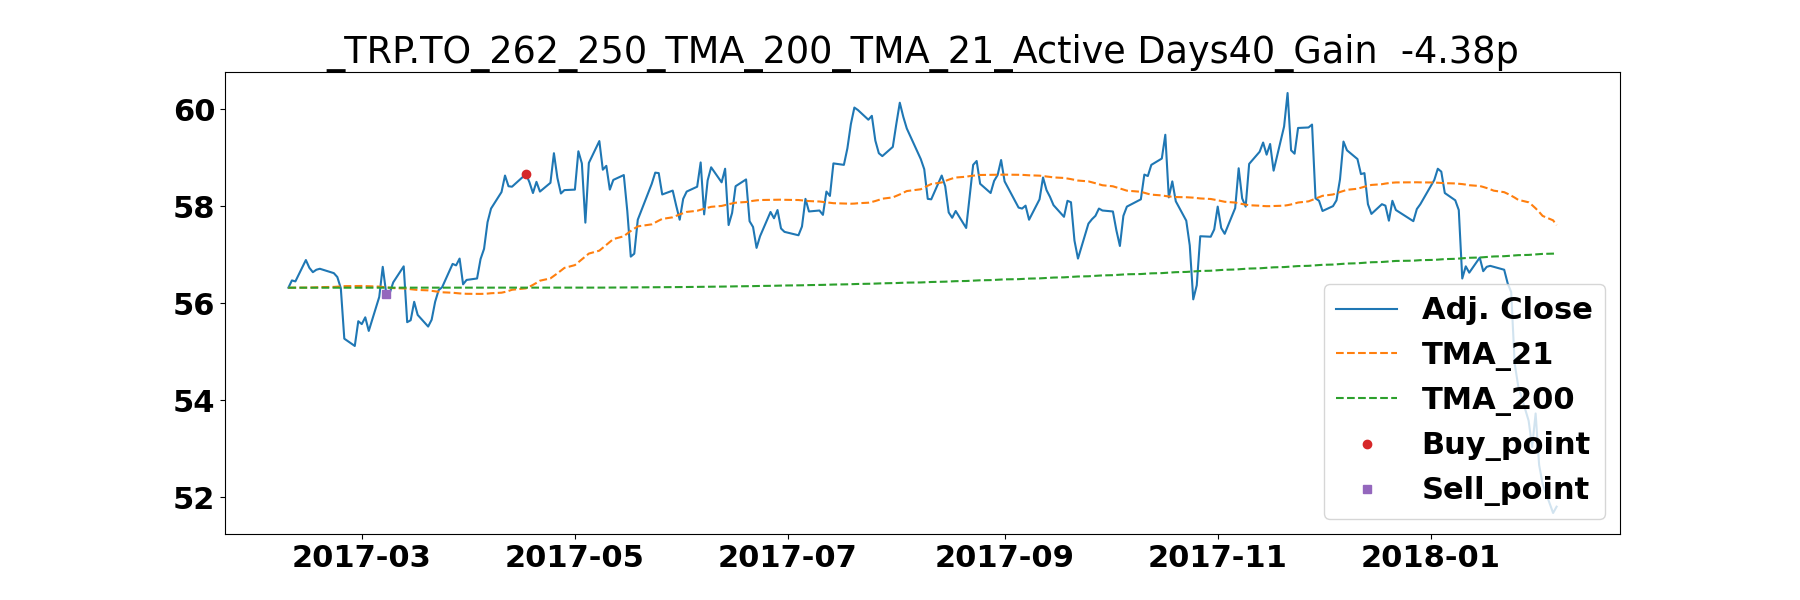 _TRP.TO_262_250_TMA_200_TMA_21_Active Days40_Gain  -4.38p
60
58
56
54
52
2017-03
2017-05
2017-07
2017-09
2017-11
2018-01
Adj. Close
TMA_21
TMA_200
Buy_point
Sell_point